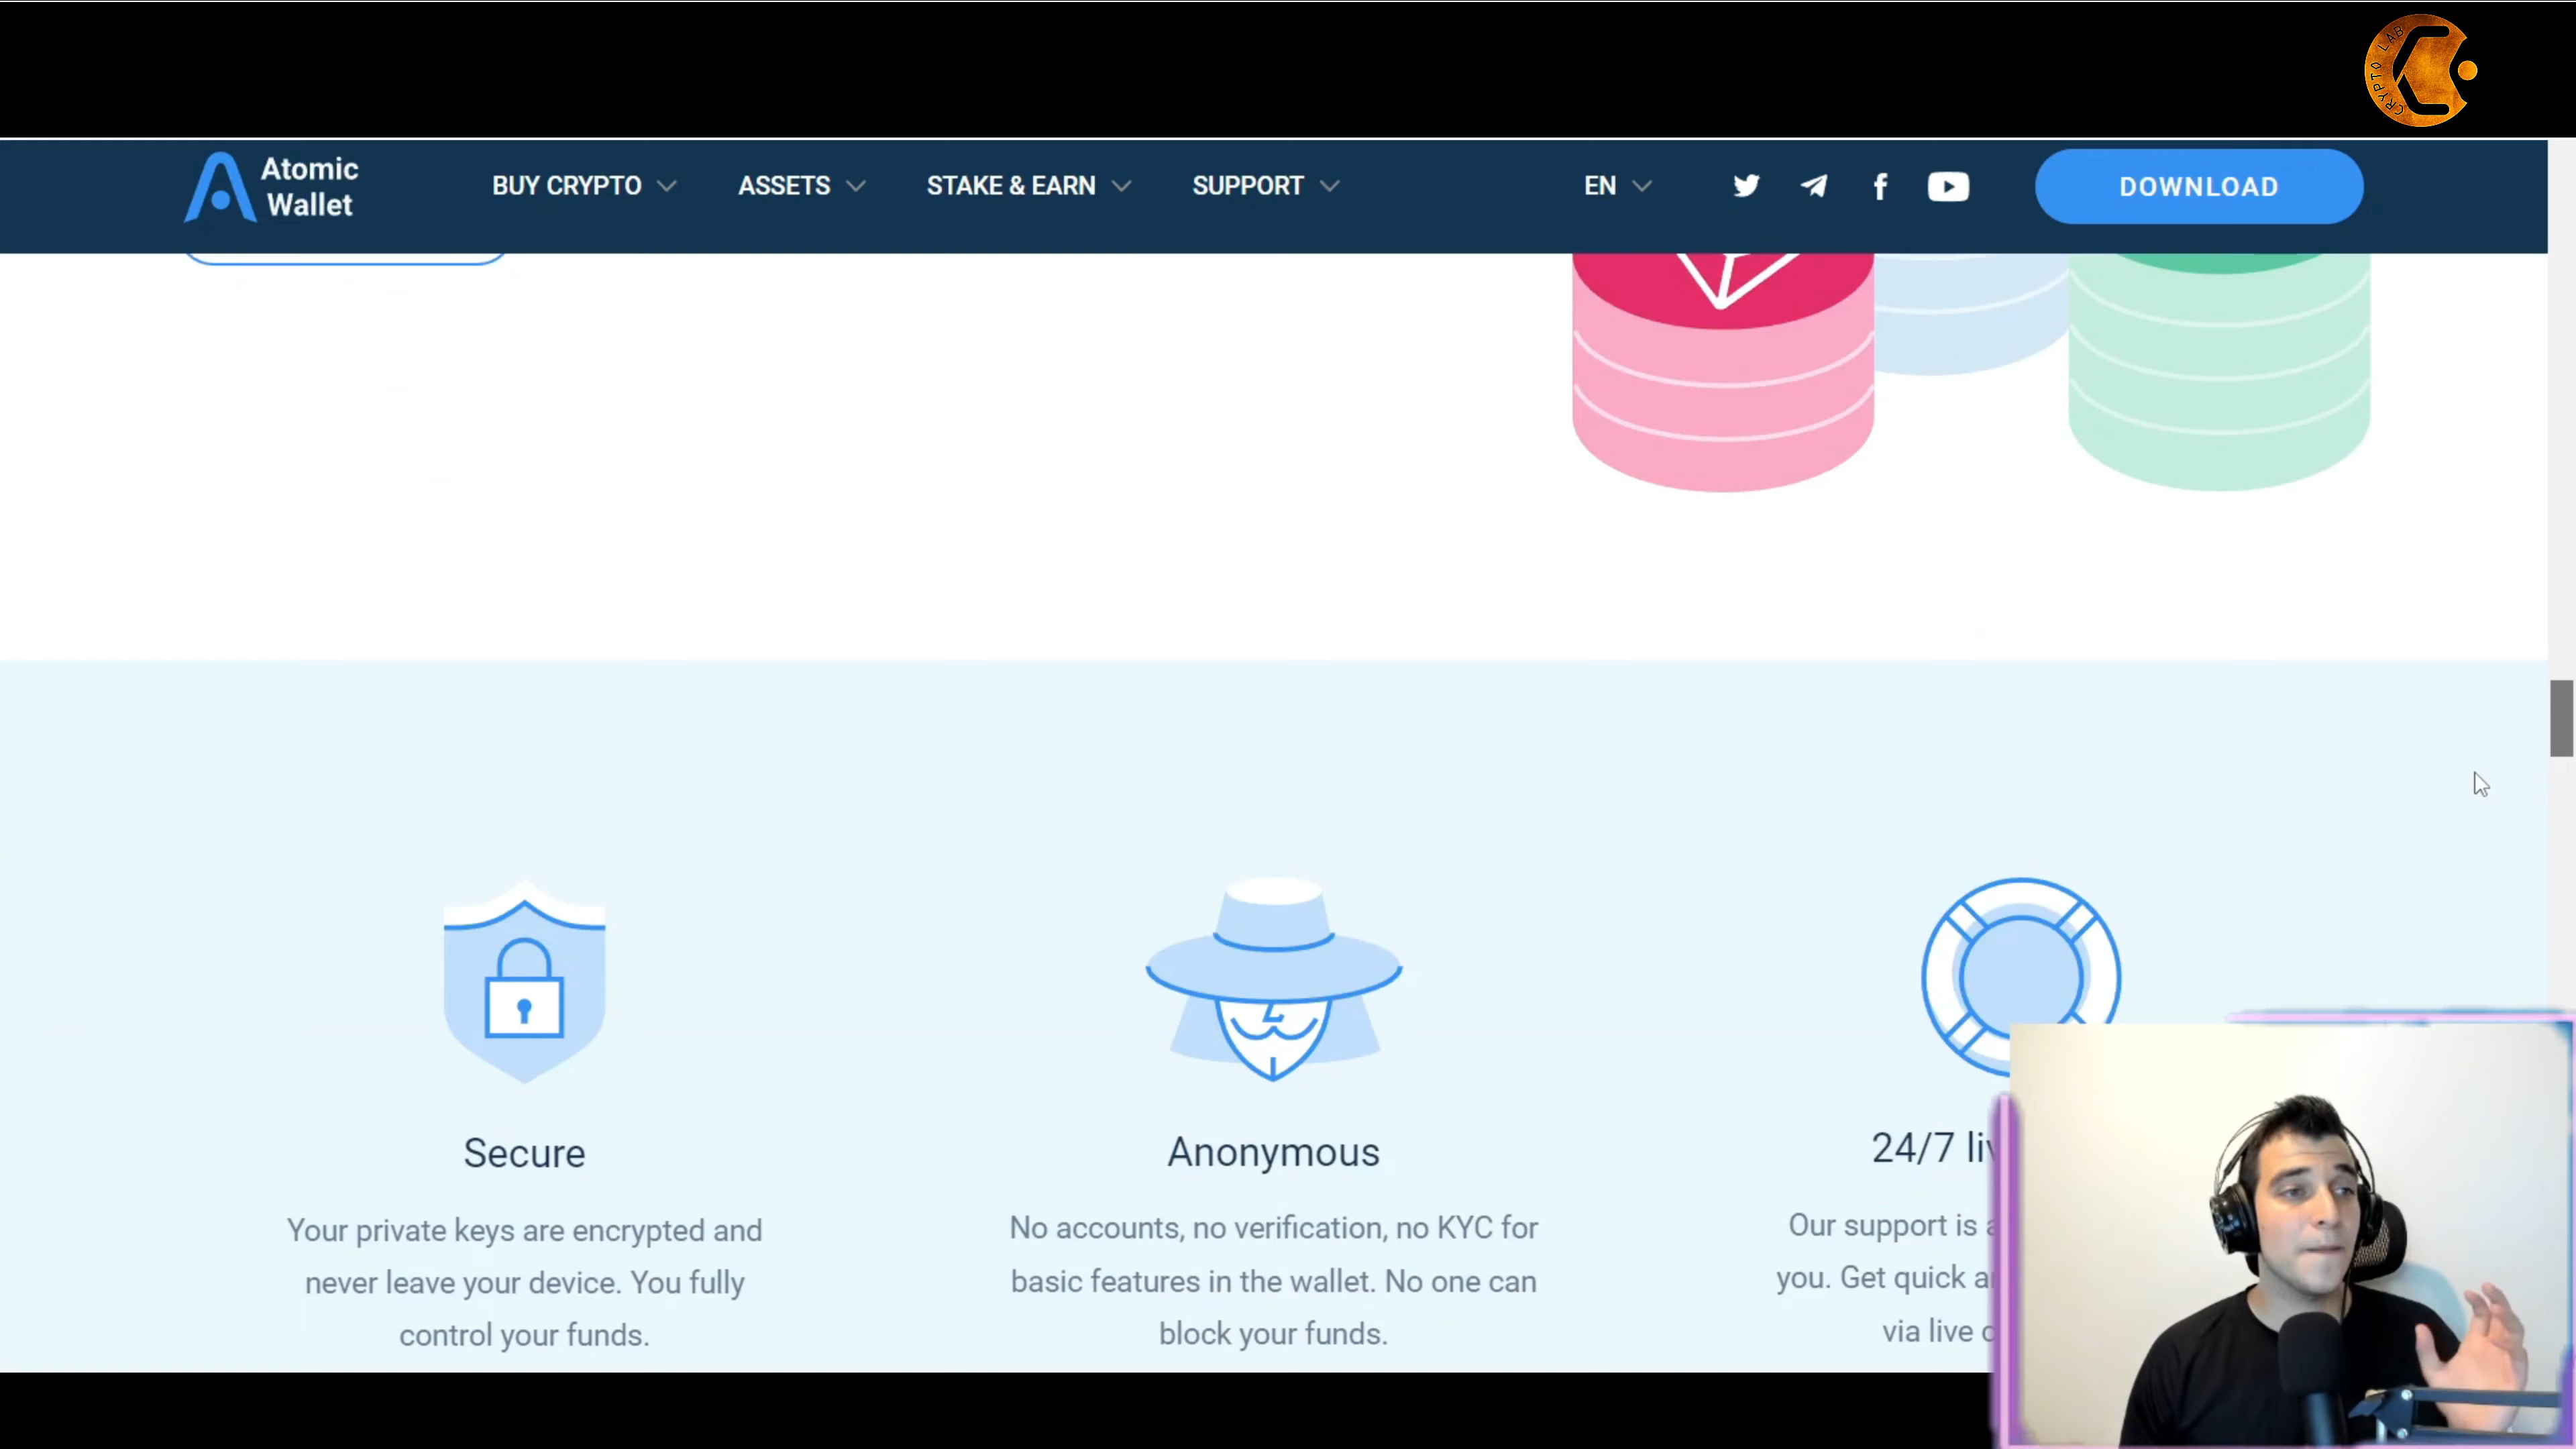 CRYPTO LAB
Atomic
Wallet
BUY CRYPTO
ASSETS
STAKE & EARN
SUPPORT
EN
DOWNLOAD
Secure
Your private keys are encrypted and
never leave your device. You fully
control your funds.
Anonymous
No accounts, no verification, no KYC for
basic features in the wallet. No one can
block your funds.
24/7
Our support is
you. Get quick
via live